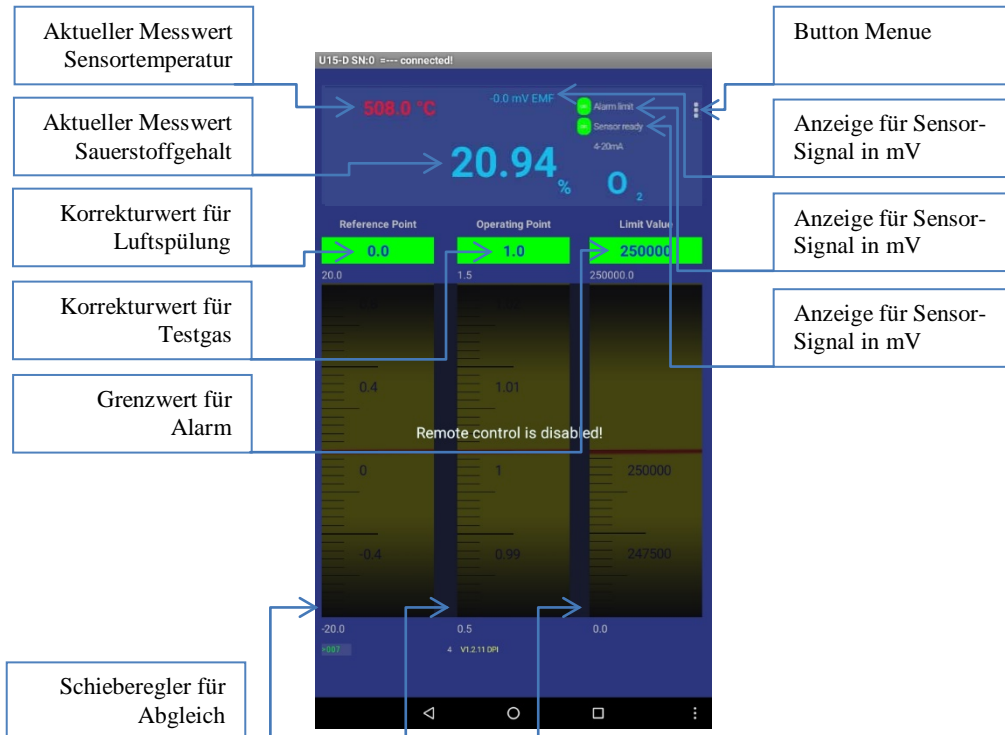 Aktueller Messwert
Sensortemperatur
Aktueller Messwert
Sauerstoffgehalt
Korrekturwert für
Luftspülung
Korrekturwert für
Testgas
Grenzwert für
Alarm
Schieberegler für
Abgleich
U15-D SN:0 =--- connected!
508.0 °C
-0.0 mV EMF
Alarm limit
Sensor ready
4-20mA
20.94 %
O 2
Reference Point Operating Point Limit Value
0.0 1.0 250000
20.0 1.5 250000.0
0.4 1.01
Remote control is disabled!
0 1 250000
-0.4 0.99 247500
-20.0 0.5 0.0
+007 4 V1.2.11 DPI
Button Menue
Anzeige für Sensor-
Signal in mV
Anzeige für Sensor-
Signal in mV
Anzeige für Sensor-
Signal in mV